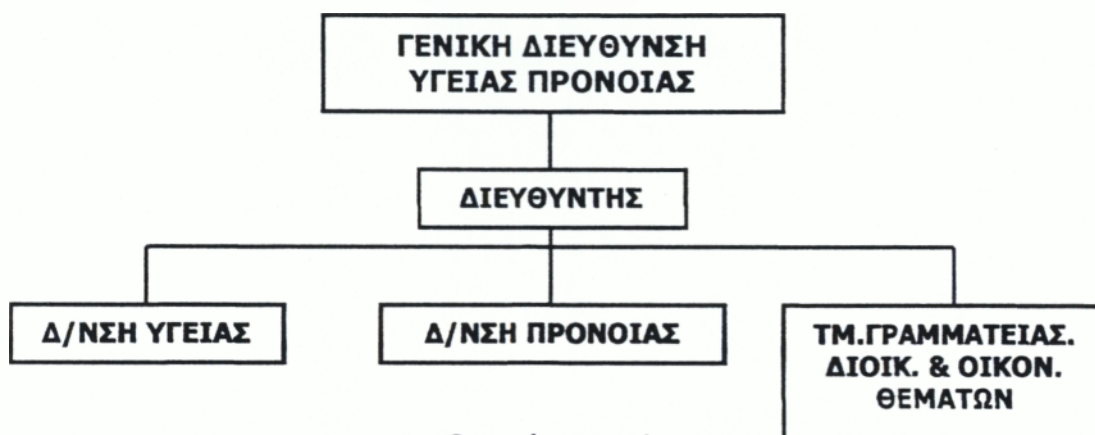 ΓΕΝΙΚΗ ΔΙΕΥΘΥΝΣΗ
ΥΓΕΙΑΣ ΠΡΟΝΟΙΑΣ
ΔΙΕΥΘΥΝΤΗΣ
Δ/ΝΣΗ ΥΓΕΙΑΣ
Δ/ΝΣΗ ΠΡΟΝΟΙΑΣ
ΤΜ.ΓΡΑΜΜΑΤΕΙΑΣ.
ΔΙΟΙΚ. & ΟΙΚΟΝ.
ΘΕΜΑΤΩΝ